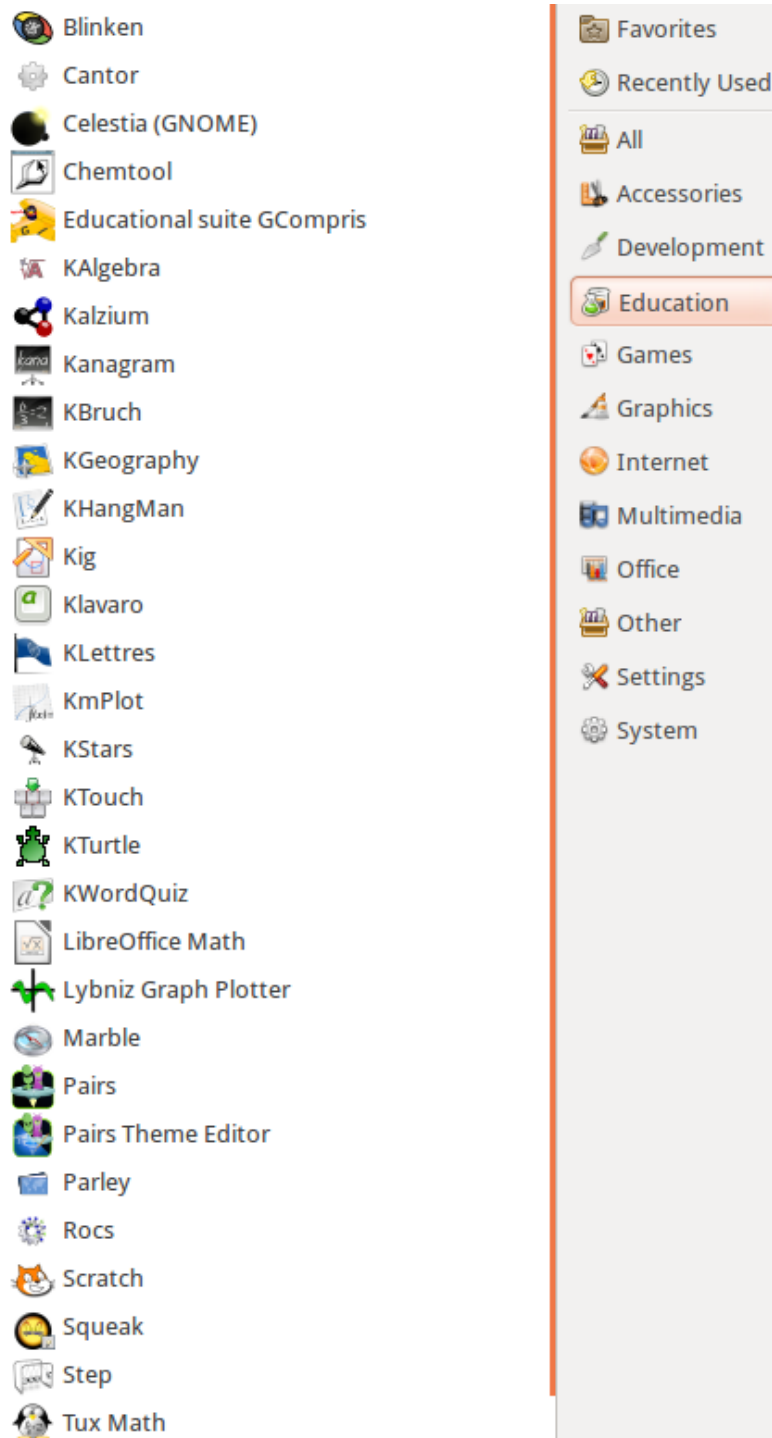 Blinken
Cantor
Celestia (GNOME)
Chemtool
Educational suite GCompris
KAlgebra
Kalzium
Kanagram
KBruch
KGeography
KHangMan
Kig
Klavaro
KLettres
KmPlot
KStars
KTouch
KTurtle
KWordQuiz
LibreOffice Math
Lybniz Graph Plotter
Marble
Pairs
Pairs Theme Editor
Parley
Rocs
Scratch
Squeak
Step
Tux Math
Favorites
Recently Used
All
Accessories
Development
Education
Games
Graphics
Internet
Multimedia
Office
Other
Settings
System